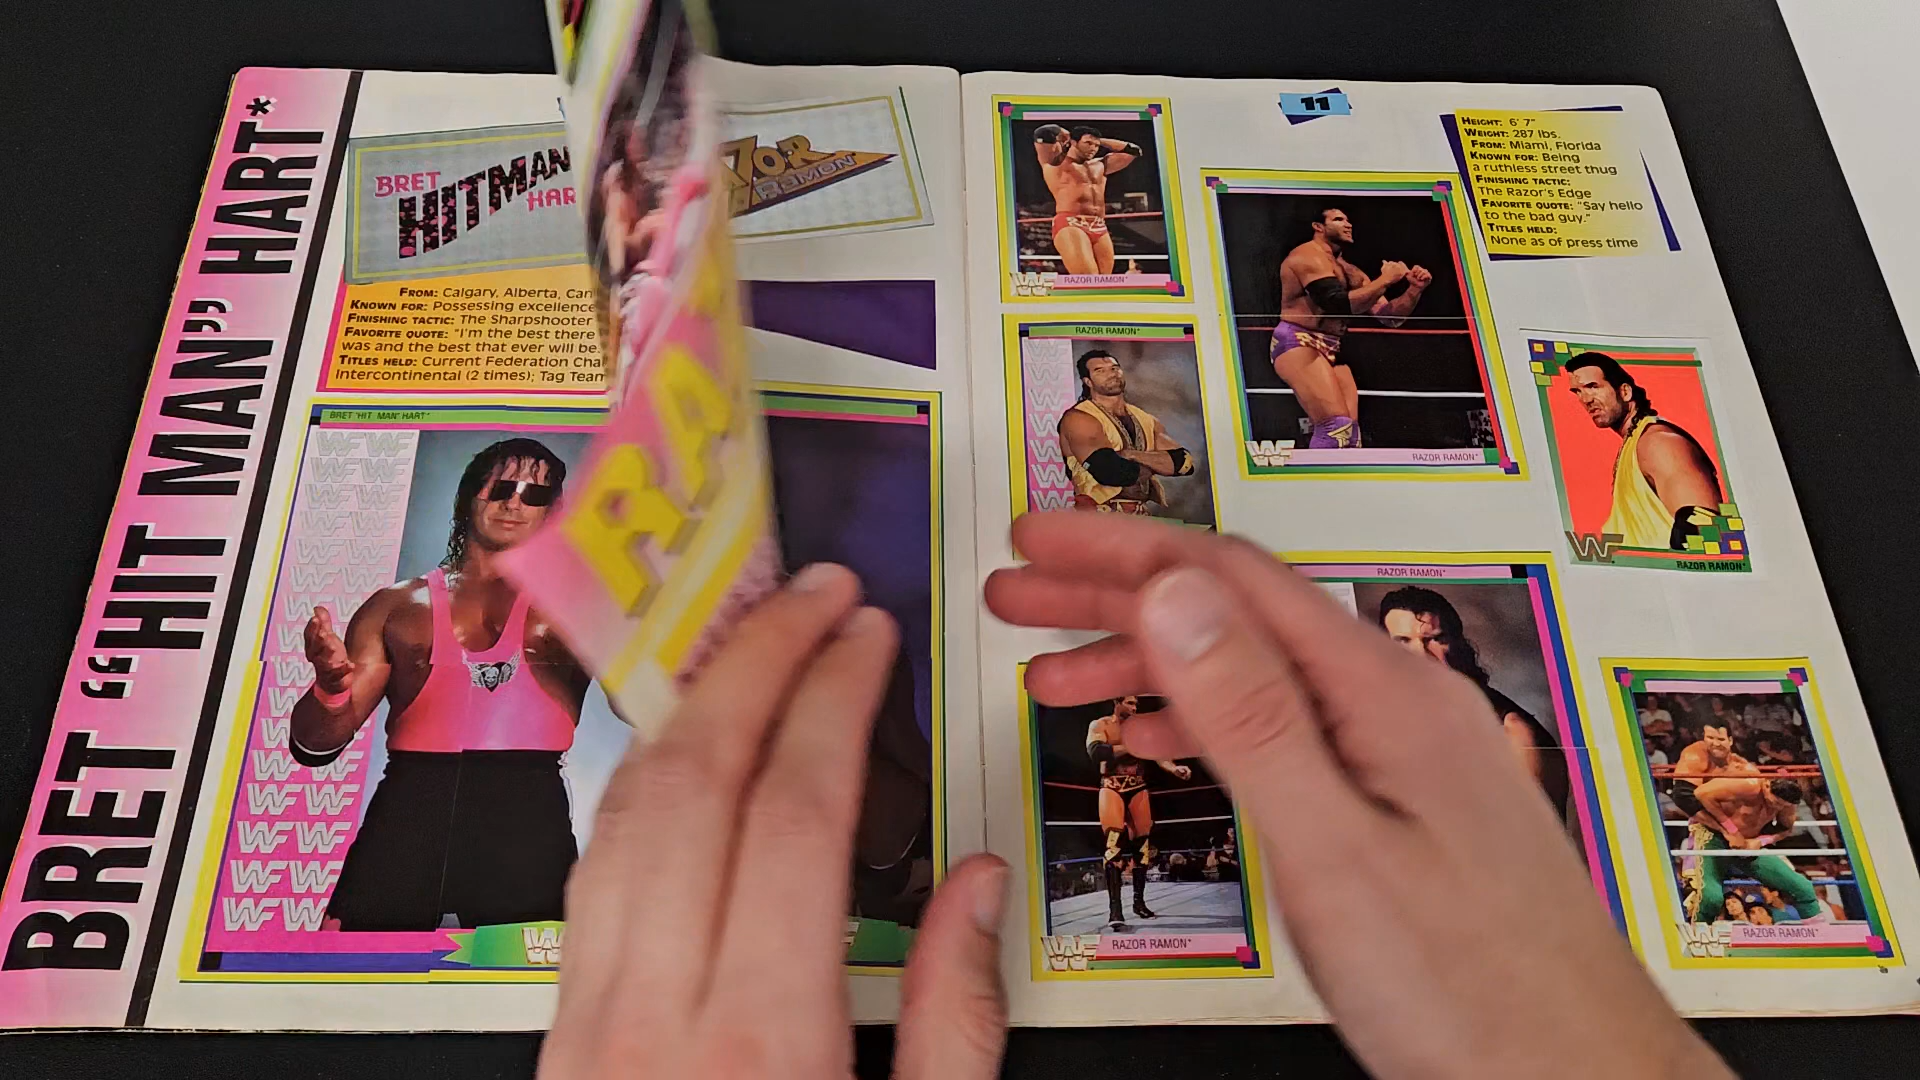 BRET “HIT MAN” HART*
BRET
HITMAN
HAR
RAMON
From: Calgary, Alberta, Can
Known for: Possessing excellence
Finishing tactic: The Sharpshooter
Favorite quote: "I'm the best there
was and the best that ever will be.
Titles held: Current Federation Cha
Intercontinental (2 times); Tag Team
BRET "HIT MAN" HART*
RA
11
Height: 6' 7"
Weight: 287 lbs.
From: Miami, Florida
Known for: Being
a ruthless street thug
Finishing tactic:
The Razor's Edge
Favorite quote: "Say hello
to the bad guy."
Titles held:
None as of press time
RAZOR RAMON*
RAZOR RAMON*
RAZOR RAMON*
RAZOR RAMON*
RAZOR RAMON*
RAZOR
RAZOR RAMON*
RAZOR RAMON*